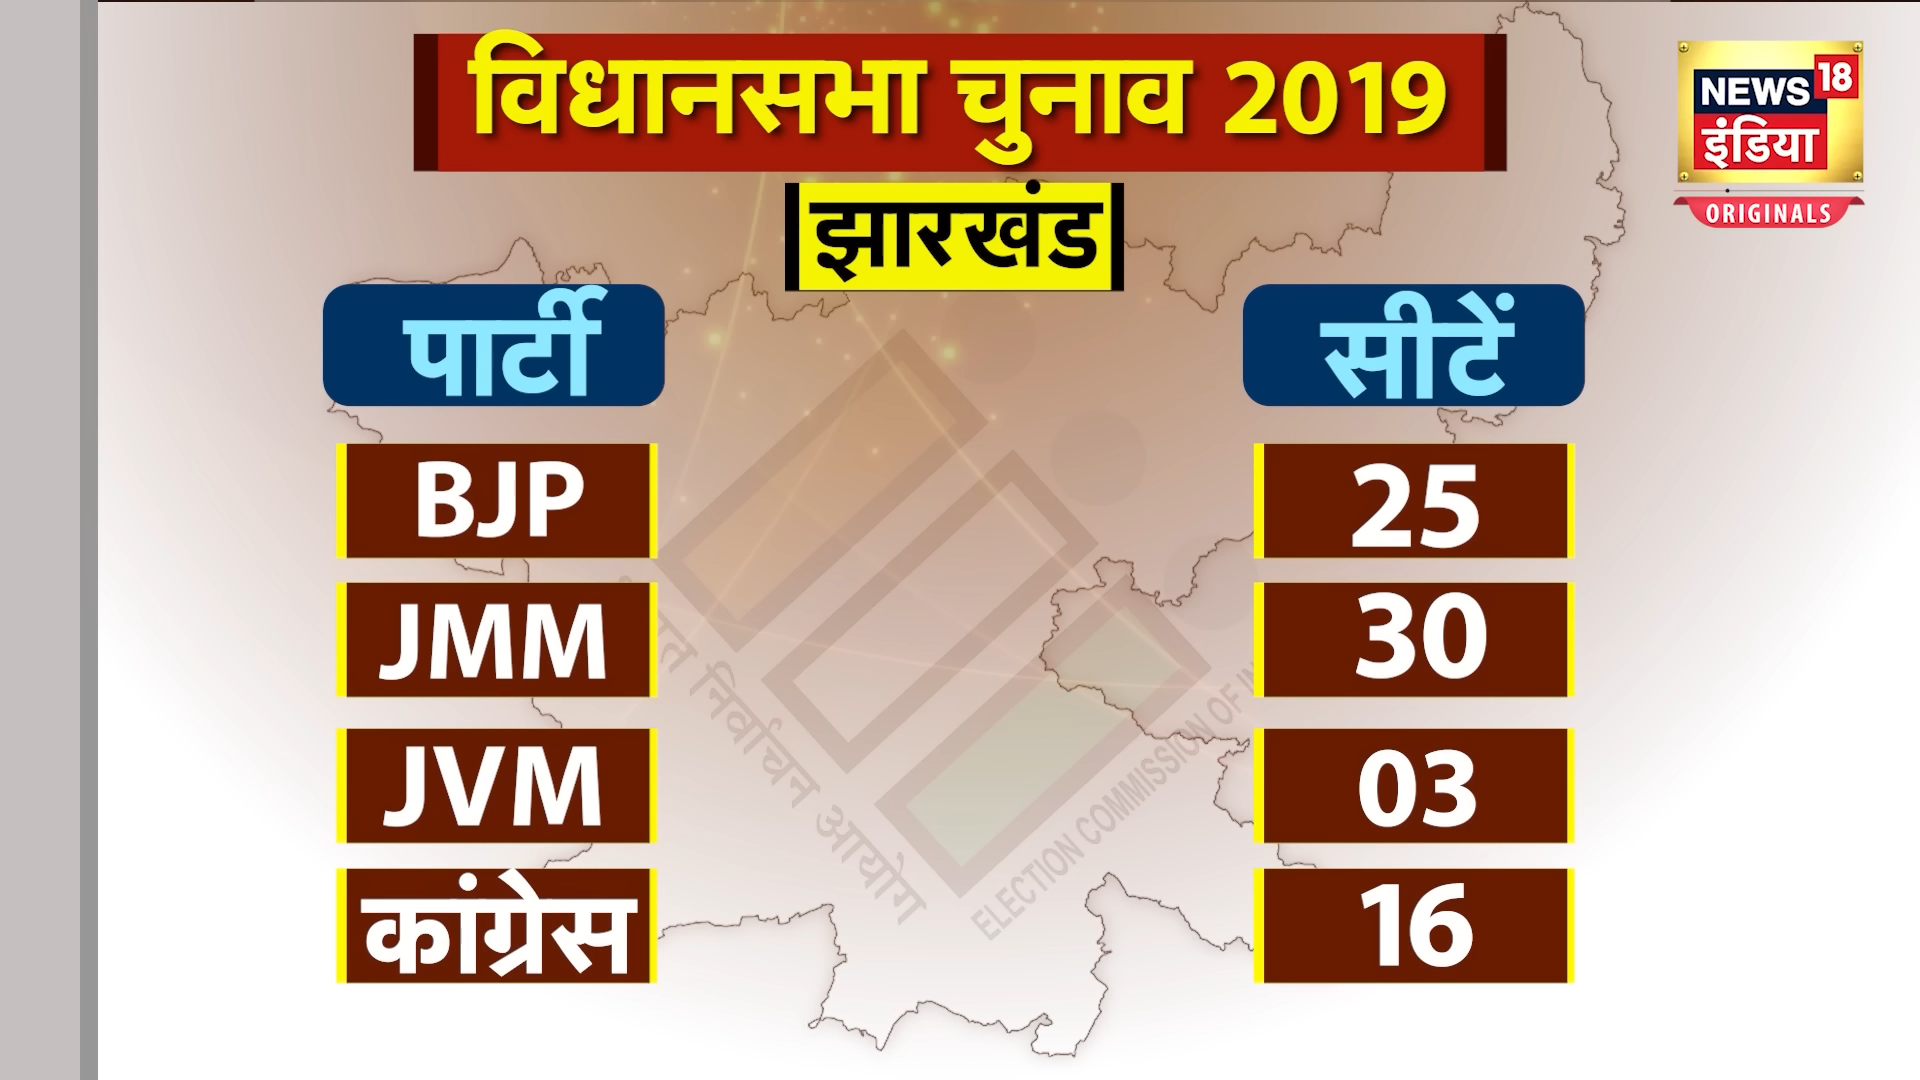 विधानसभा चुनाव 2019
NEWS 18
इंडिया
ORIGINALS
झारखंड
पार्टी सीटें
BJP 25
JMM 30
JVM 03
कांग्रेस 16
निर्वाचन आयोग
ELECTION COMMISSION OF